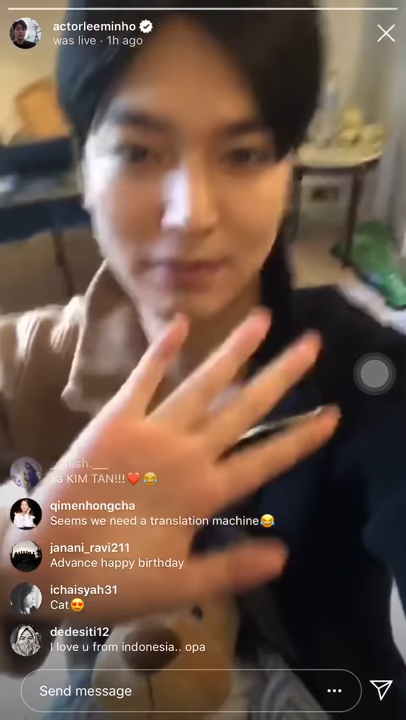 actorleeminho
was live · 1h ago
KIM TAN!!!❤️😂
qimenhongcha
Seems we need a translation machine😂
janani_ravi211
Advance happy birthday
ichaisyah31
Cat😍
dedesiti12
I love u from indonesia.. opa
Send message